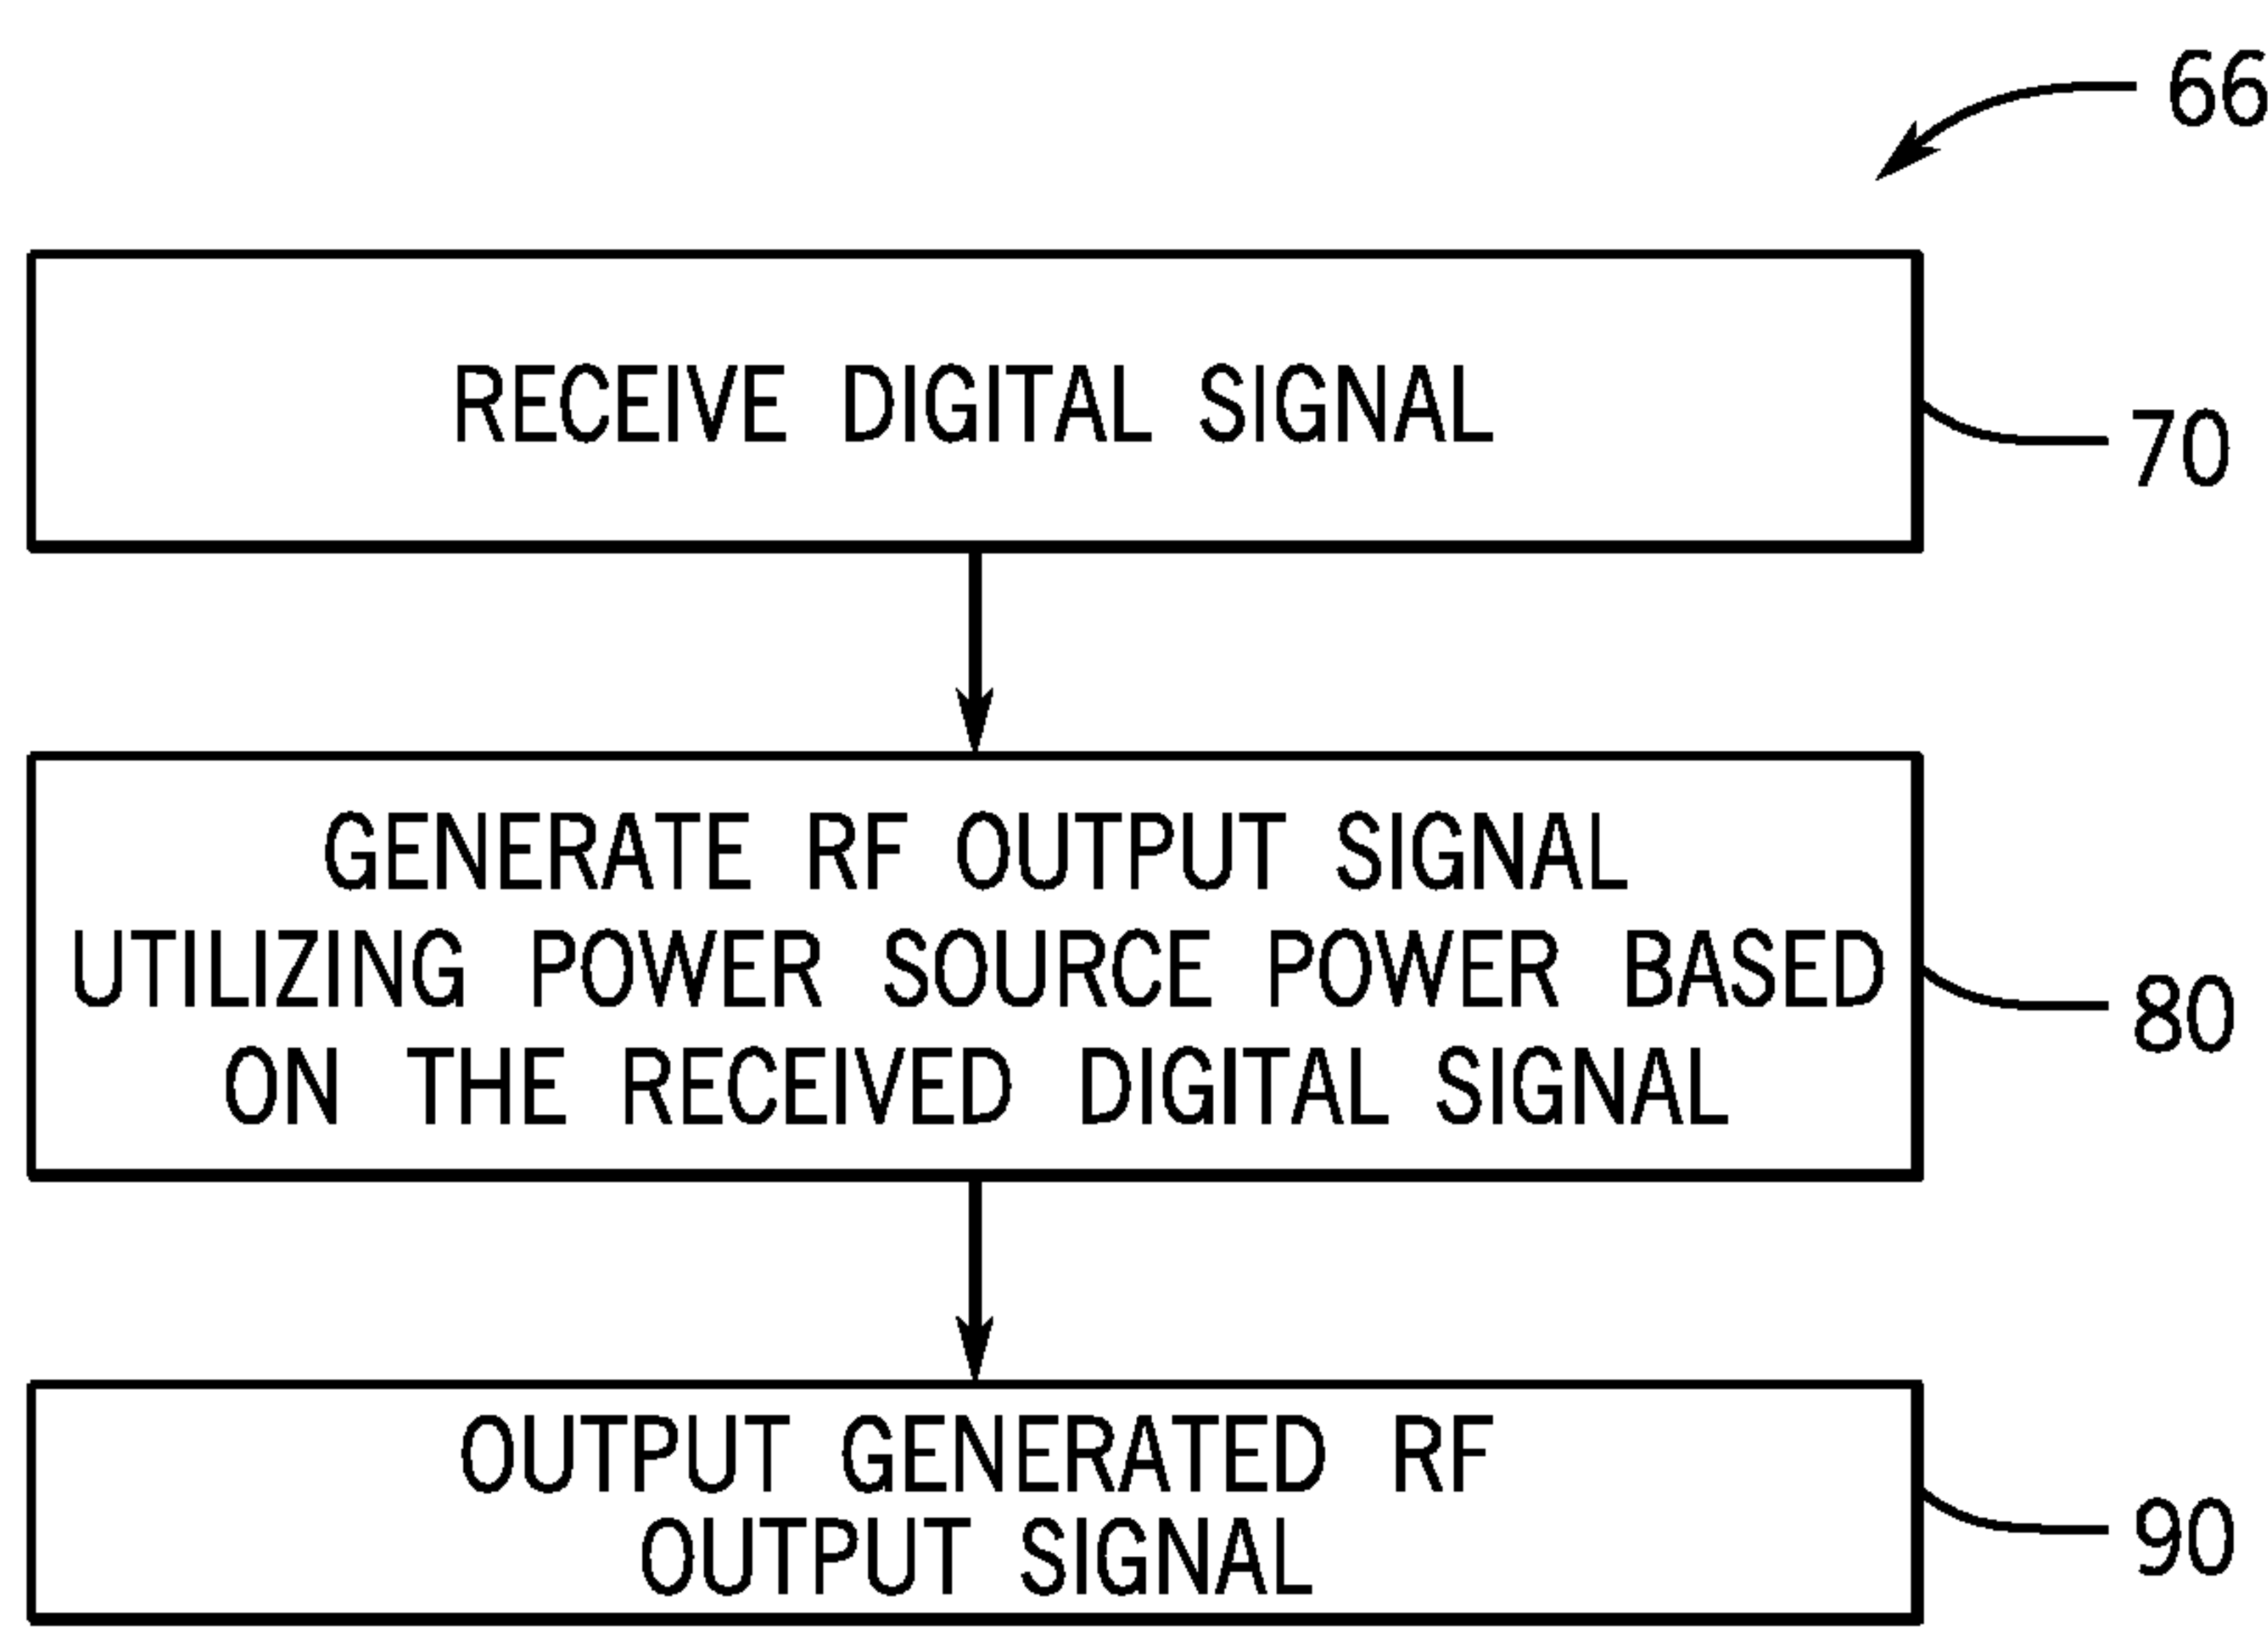 66
RECEIVE DIGITAL SIGNAL
70
GENERATE RF OUTPUT SIGNAL
UTILIZING POWER SOURCE POWER BASED
ON THE RECEIVED DIGITAL SIGNAL
80
OUTPUT GENERATED RF
OUTPUT SIGNAL
90